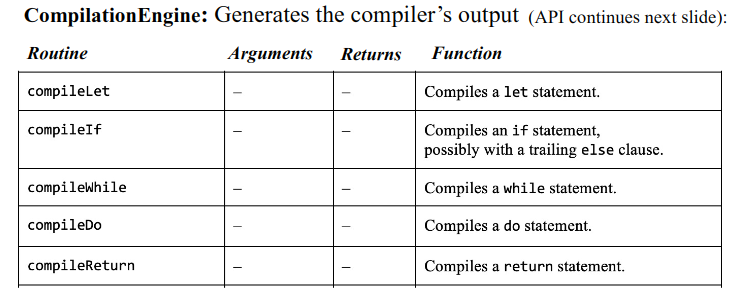 CompilationEngine: Generates the compiler’s output (API continues next slide):
Routine Arguments Returns Function
compileLet – – Compiles a let statement.
compileIf – – Compiles an if statement,
possibly with a trailing else clause.
compileWhile – – Compiles a while statement.
compileDo – – Compiles a do statement.
compileReturn – – Compiles a return statement.